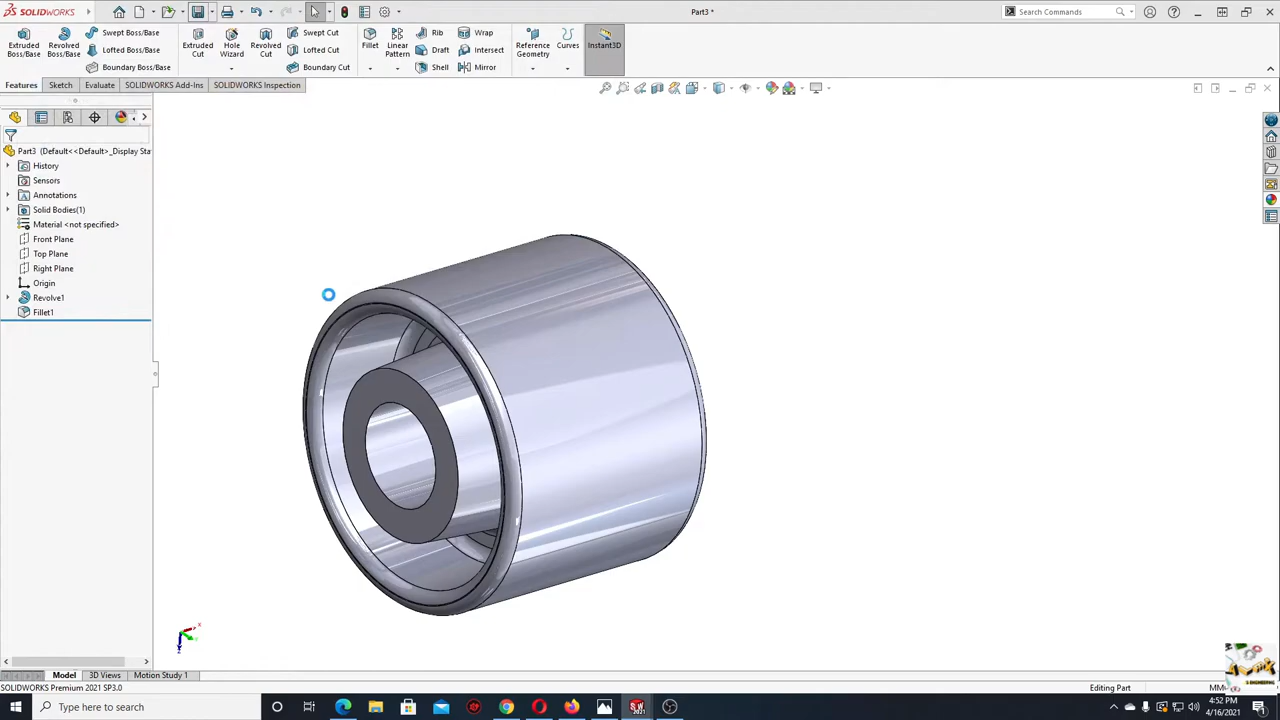 SOLIDWORKS
Part3 *
Search Commands
Extruded Boss/Base
Revolved Boss/Base
Swept Boss/Base
Lofted Boss/Base
Boundary Boss/Base
Extruded Cut
Hole Wizard
Revolved Cut
Swept Cut
Lofted Cut
Boundary Cut
Fillet
Linear Pattern
Rib
Draft
Shell
Wrap
Intersect
Mirror
Reference Geometry
Curves
Instant3D
Features
Sketch
Evaluate
SOLIDWORKS Add-Ins
SOLIDWORKS Inspection
Part3 (Default<<Default>_Display Sta
History
Sensors
Annotations
Solid Bodies(1)
Material <not specified>
Front Plane
Top Plane
Right Plane
Origin
Revolve1
Fillet1
Model
3D Views
Motion Study 1
SOLIDWORKS Premium 2021 SP3.0
Editing Part
Type here to search
4:52 PM
4/16/2021